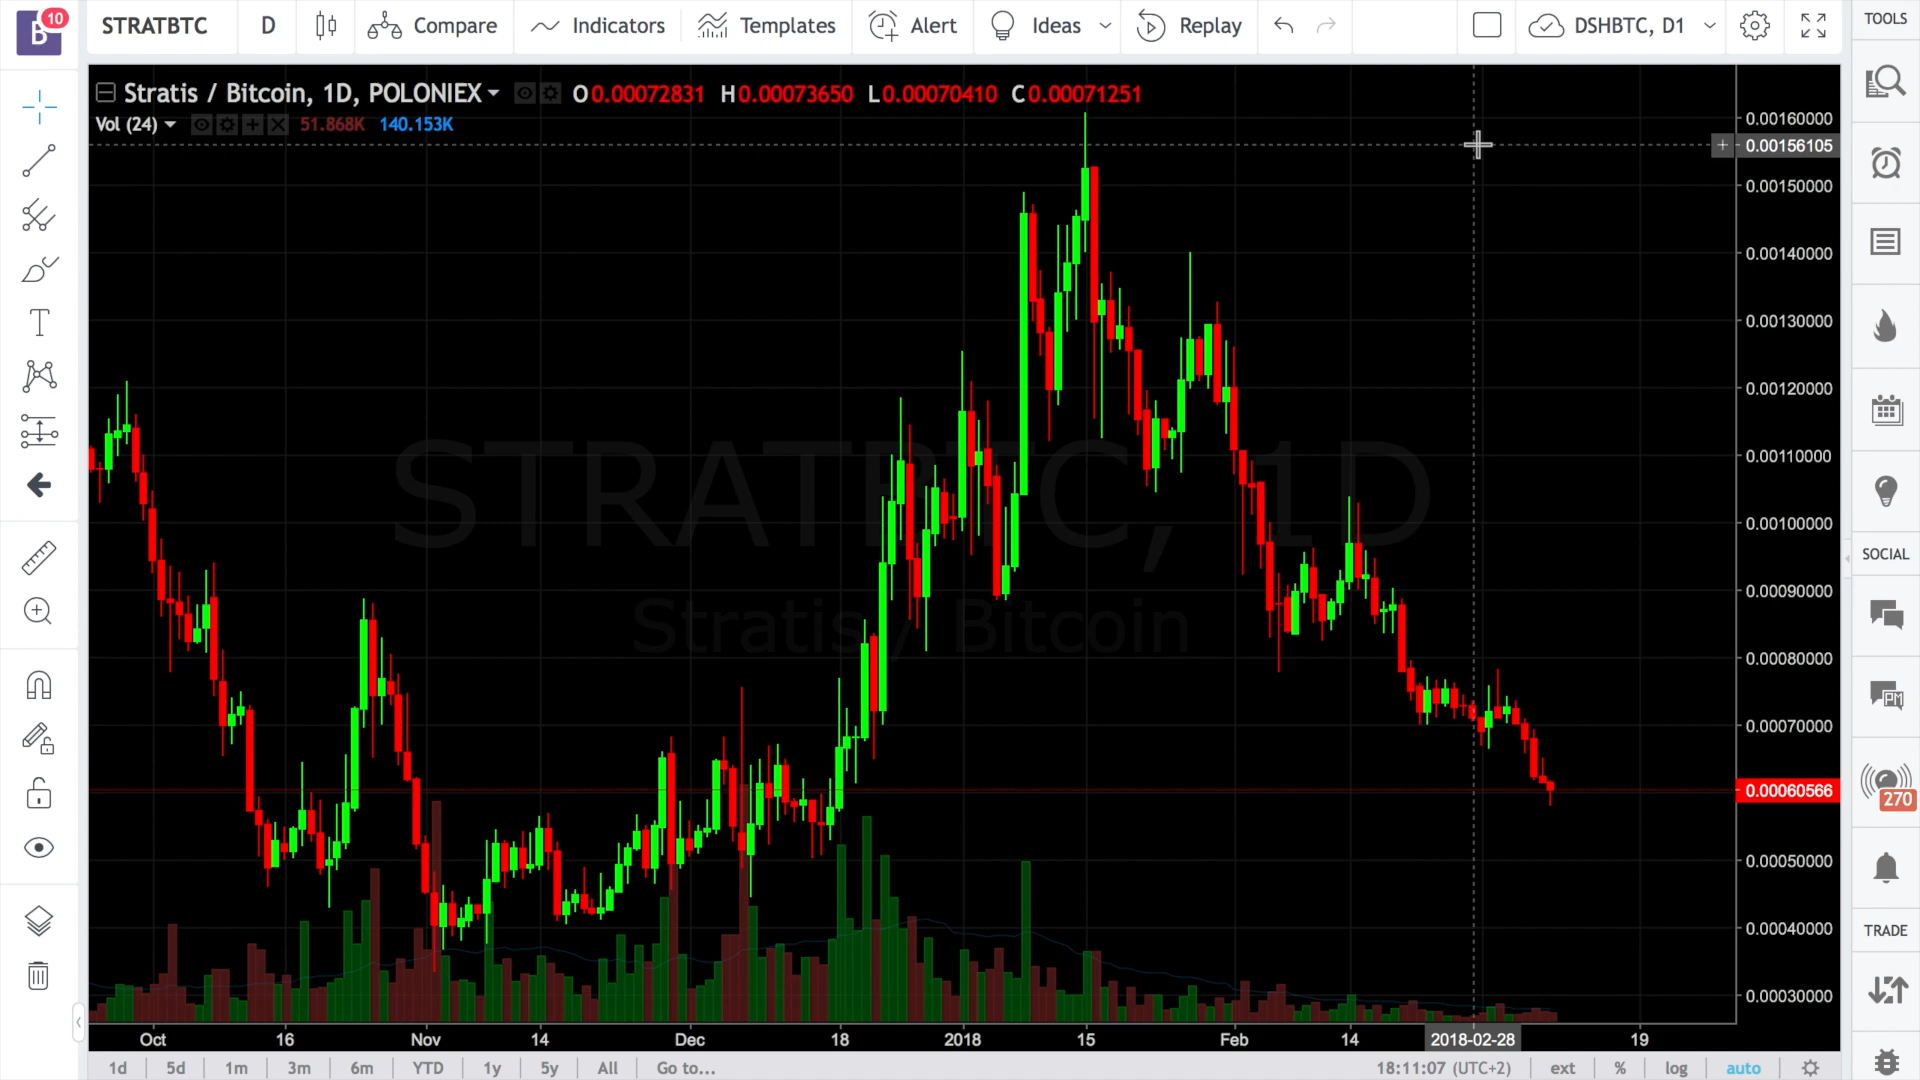 10
B
STRATBTC
D
Compare
Indicators
Templates
Alert
Ideas
Replay
DSHBTC, D1
TOOLS
Stratis / Bitcoin, 1D, POLONIEX
O0.00072831 H0.00073650 L0.00070410 C0.00071251
Vol (24)
51.868K
140.153K
0.00160000
+
0.00156105
0.00150000
0.00140000
0.00130000
0.00120000
0.00110000
0.00100000
0.00090000
0.00080000
0.00070000
0.00060566
0.00050000
0.00040000
0.00030000
STRATBTC, 1D
Stratis / Bitcoin
SOCIAL
PM
270
TRADE
Oct
16
Nov
14
Dec
18
2018
15
Feb
14
2018-02-28
19
1d
5d
1m
3m
6m
YTD
1y
5y
All
Go to...
18:11:07 (UTC+2)
ext
%
log
auto